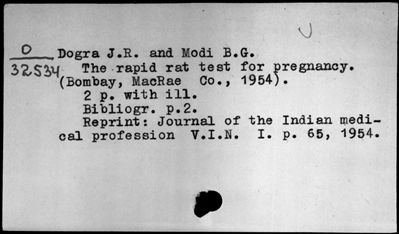 O
32534
Dogra J.R. and Modi B.G.
The rapid rat test for pregnancy.
(Bombay, MacRae Co., 1954).
2 p. with ill.
Bibliogr. p.2.
Reprint: Journal of the Indian medi-
cal profession V.I.N. I. p. 65, 1954.